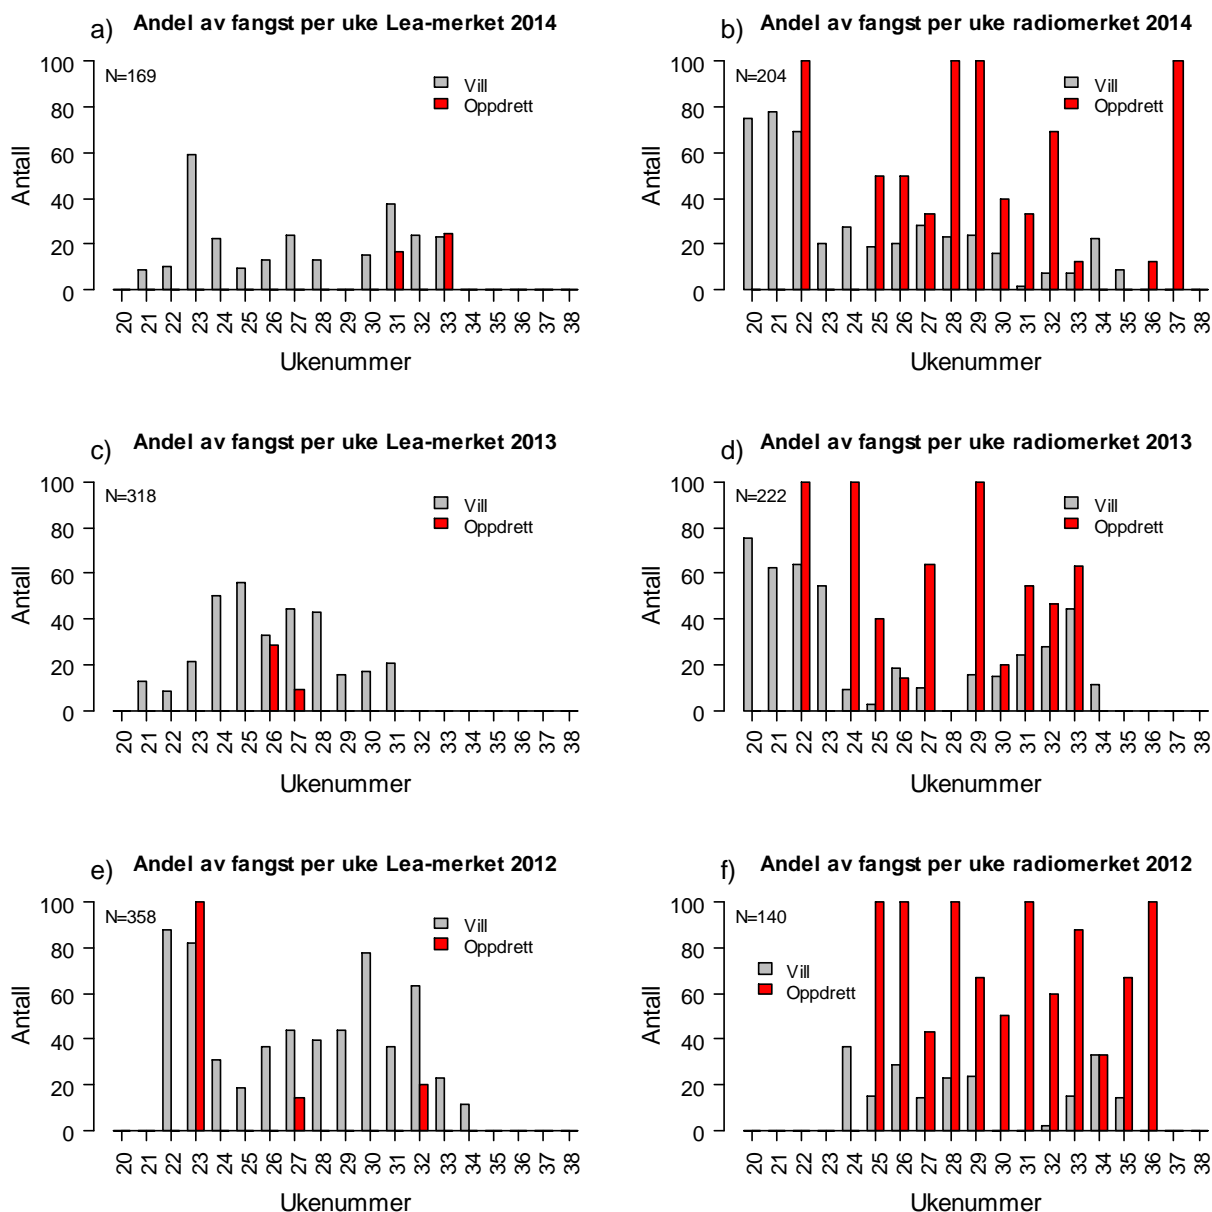 a) Andel av fangst per uke Lea-merket 2014
N=169
Vill
Oppdrett
Antall
100
80
60
40
20
0
20 21 22 23 24 25 26 27 28 29 30 31 32 33 34 35 36 37 38
Ukenummer
b) Andel av fangst per uke radiomerket 2014
N=204
Vill
Oppdrett
Antall
100
80
60
40
20
0
20 21 22 23 24 25 26 27 28 29 30 31 32 33 34 35 36 37 38
Ukenummer
c) Andel av fangst per uke Lea-merket 2013
N=318
Vill
Oppdrett
Antall
100
80
60
40
20
0
20 21 22 23 24 25 26 27 28 29 30 31 32 33 34 35 36 37 38
Ukenummer
d) Andel av fangst per uke radiomerket 2013
N=222
Vill
Oppdrett
Antall
100
80
60
40
20
0
20 21 22 23 24 25 26 27 28 29 30 31 32 33 34 35 36 37 38
Ukenummer
e) Andel av fangst per uke Lea-merket 2012
N=358
Vill
Oppdrett
Antall
100
80
60
40
20
0
20 21 22 23 24 25 26 27 28 29 30 31 32 33 34 35 36 37 38
Ukenummer
f) Andel av fangst per uke radiomerket 2012
N=140
Vill
Oppdrett
Antall
100
80
60
40
20
0
20 21 22 23 24 25 26 27 28 29 30 31 32 33 34 35 36 37 38
Ukenummer